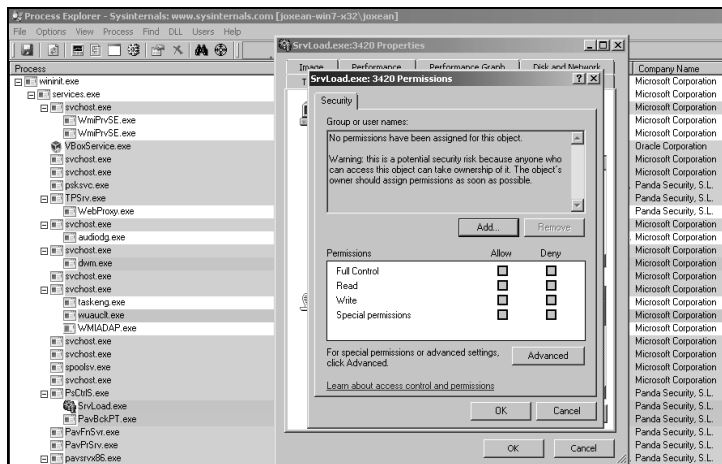 Process Explorer - Sysinternals: www.sysinternals.com [joxean-win7-x32\joxean]
File Options View Process Find DLL Users Help
Process
Company Name
wininit.exe
services.exe
svchost.exe
WmiPrvSE.exe
WmiPrvSE.exe
VBoxService.exe
svchost.exe
svchost.exe
psksvc.exe
TPSrv.exe
WebProxy.exe
svchost.exe
audiodg.exe
svchost.exe
dwm.exe
svchost.exe
taskeng.exe
wuauclt.exe
WMIADAP.exe
svchost.exe
svchost.exe
spoolsv.exe
svchost.exe
PsCtrlS.exe
SrvLoad.exe
PavBckPT.exe
PavFnSvr.exe
PavPrSrv.exe
pavsrvx86.exe
SrvLoad.exe:3420 Properties
Image Performance Performance Graph Disk and Network
SrvLoad.exe: 3420 Permissions
Security
Group or user names:
No permissions have been assigned for this object.
Warning: this is a potential security risk because anyone who
can access this object can take ownership of it. The object's
owner should assign permissions as soon as possible.
Add... Remove
Permissions Allow Deny
Full Control
Read
Write
Special permissions
For special permissions or advanced settings,
click Advanced.
Advanced
Learn about access control and permissions
OK Cancel
OK Cancel
Microsoft Corporation
Microsoft Corporation
Microsoft Corporation
Microsoft Corporation
Microsoft Corporation
Oracle Corporation
Microsoft Corporation
Microsoft Corporation
Panda Security, S.L.
Panda Security, S.L.
Panda Security, S.L.
Microsoft Corporation
Microsoft Corporation
Microsoft Corporation
Microsoft Corporation
Microsoft Corporation
Microsoft Corporation
Microsoft Corporation
Microsoft Corporation
Microsoft Corporation
Microsoft Corporation
Microsoft Corporation
Microsoft Corporation
Panda Security, S.L.
Panda Security, S.L.
Panda Security, S.L.
Panda Security, S.L.
Panda Security, S.L.
Panda Security, S.L.